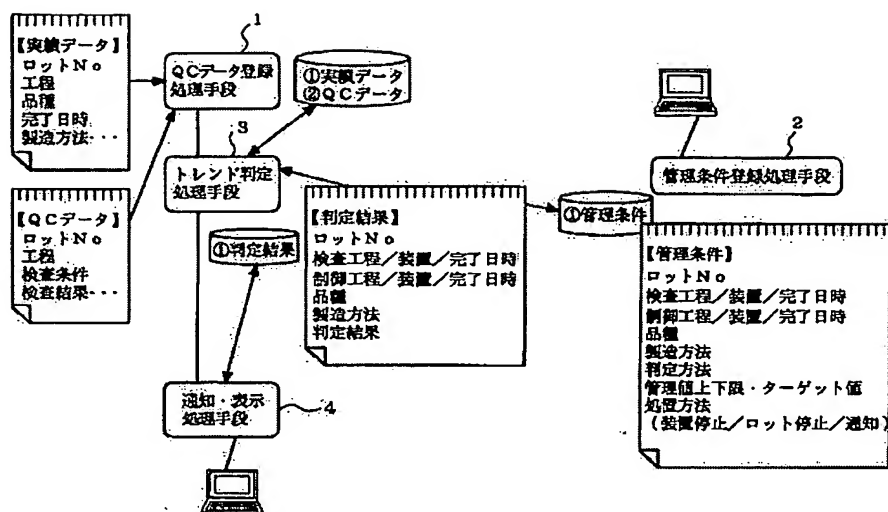 【実績データ】
ロットNo
工程
品種
完了日時
製造方法・・・
1
QCデータ登録
処理手段
①実績データ
②QCデータ
3
トレンド判定
処理手段
2
管理条件登録処理手段
①管理条件
【QCデータ】
ロットNo
工程
検査条件
検査結果・・・
①判定結果
【判定結果】
ロットNo
検査工程／装置／完了日時
制御工程／装置／完了日時
品種
製造方法
判定結果
【管理条件】
ロットNo
検査工程／装置／完了日時
制御工程／装置／完了日時
品種
製造方法
判定方法
管理値上下限・ターゲット値
処置方法
（装置停止／ロット停止／通知）
通知・表示
処理手段
4